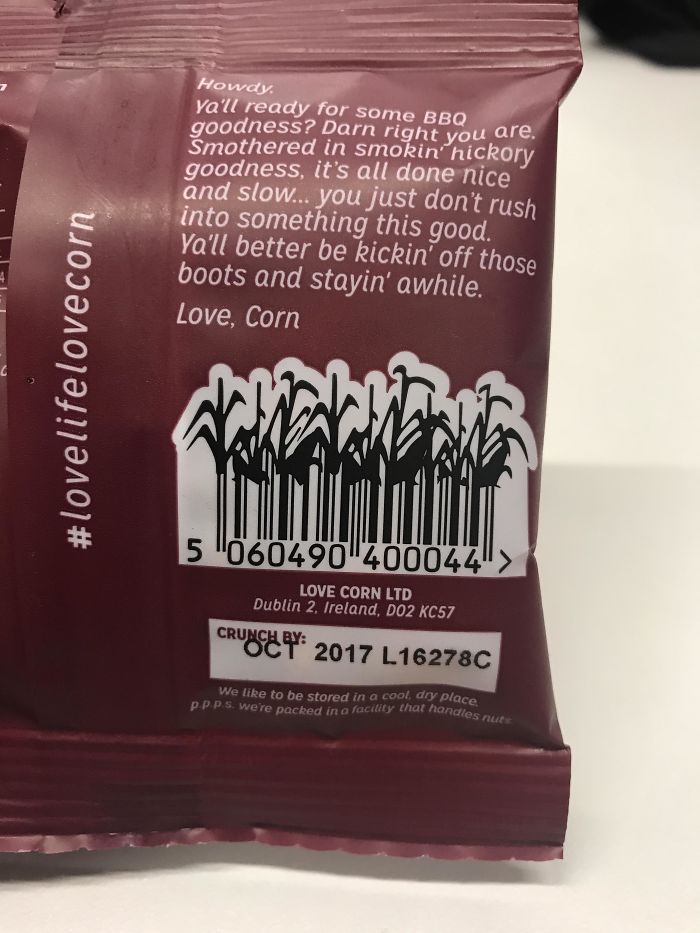 Howdy.
Ya'll ready for some BBQ
goodness? Darn right you are.
Smothered in smokin' hickory
goodness, it's all done nice
and slow... you just don't rush
into something this good.
Ya'll better be kickin' off those
boots and stayin' awhile.
Love, Corn
#lovelifelovecorn
5 060490 400044 >
LOVE CORN LTD
Dublin 2, Ireland, D02 KC57
CRUNCH BY:
OCT 2017 L16278C
We like to be stored in a cool, dry place.
p.p.p.s. we're packed in a facility that handles nuts